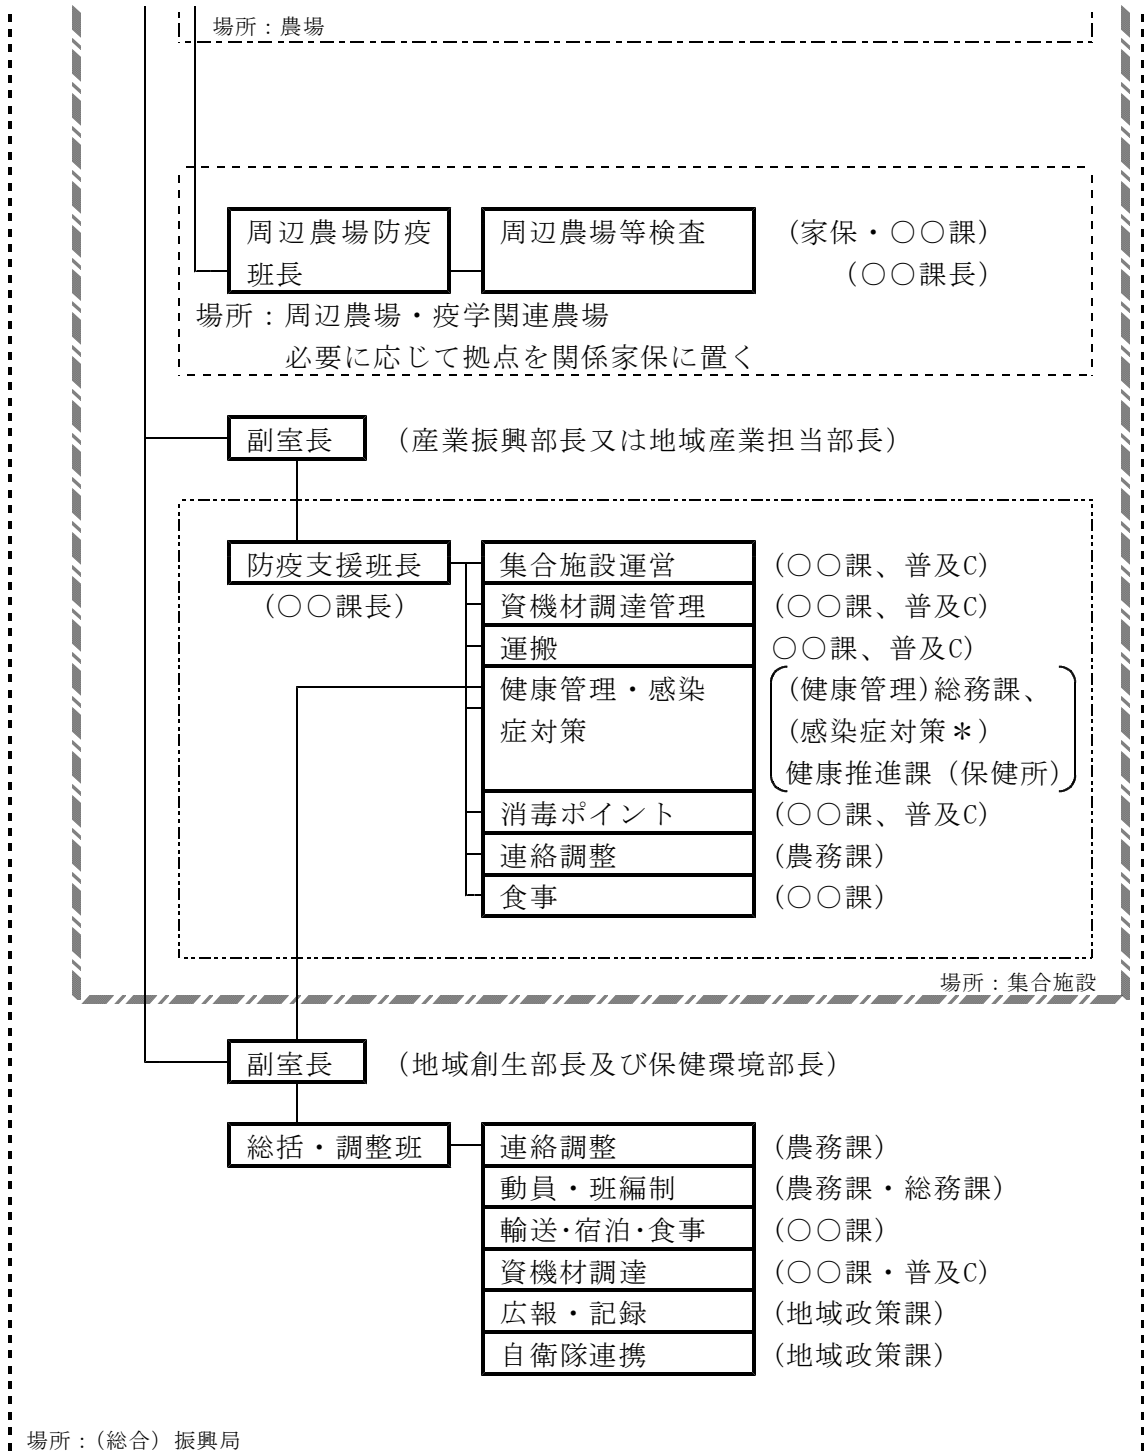 場所：農場
周辺農場防疫 周辺農場等検査 (家保・○○課)
班長 (○○課長)
場所：周辺農場・疫学関連農場
必要に応じて拠点を関係家保に置く
副室長 (産業振興部長又は地域産業担当部長)
防疫支援班長 集合施設運営 (○○課、普及C)
(○○課長) 資機材調達管理 (○○課、普及C)
運搬 ○○課、普及C)
健康管理・感染 (健康管理)総務課、
症対策 (感染症対策＊)
健康推進課（保健所）
消毒ポイント (○○課、普及C)
連絡調整 (農務課)
食事 (○○課)
場所：集合施設
副室長 (地域創生部長及び保健環境部長)
総括・調整班 連絡調整 (農務課)
動員・班編制 (農務課・総務課)
輸送･宿泊･食事 (○○課)
資機材調達 (○○課・普及C)
広報・記録 (地域政策課)
自衛隊連携 (地域政策課)
場所：(総合）振興局